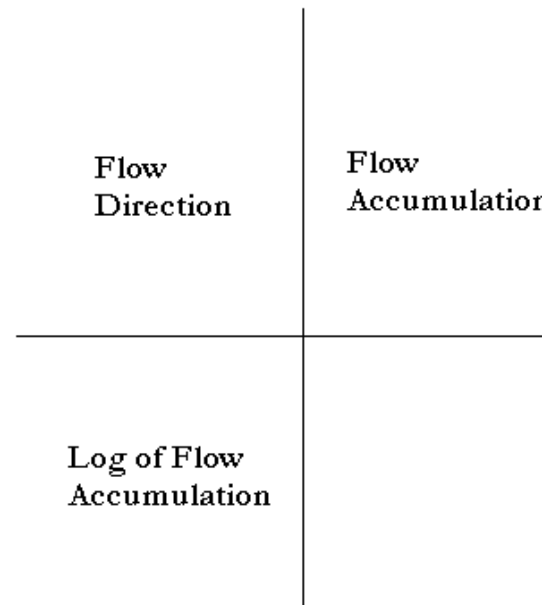 Flow
Direction
Flow
Accumulation
Log of Flow
Accumulation